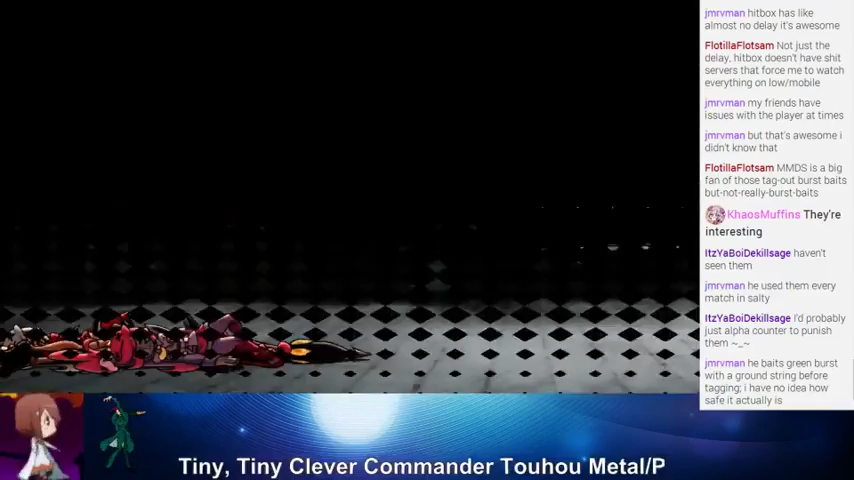 jmrvman hitbox has like
almost no delay it's awesome
FlotillaFlotsam Not just the
delay, hitbox doesn't have shit
servers that force me to watch
everything on low/mobile
jmrvman my friends have
issues with the player at times
jmrvman but that's awesome i
didn't know that
FlotillaFlotsam MMDS is a big
fan of those tag-out burst baits
but-not-really-burst-baits
KhaosMuffins They're
interesting
ItzYaBoiDekillsage haven't
seen them
jmrvman he used them every
match in salty
ItzYaBoiDekillsage I'd probably
just alpha counter to punish
them ~_~
jmrvman he baits green burst
with a ground string before
tagging; i have no idea how
safe it actually is
Tiny, Tiny Clever Commander Touhou Metal/P